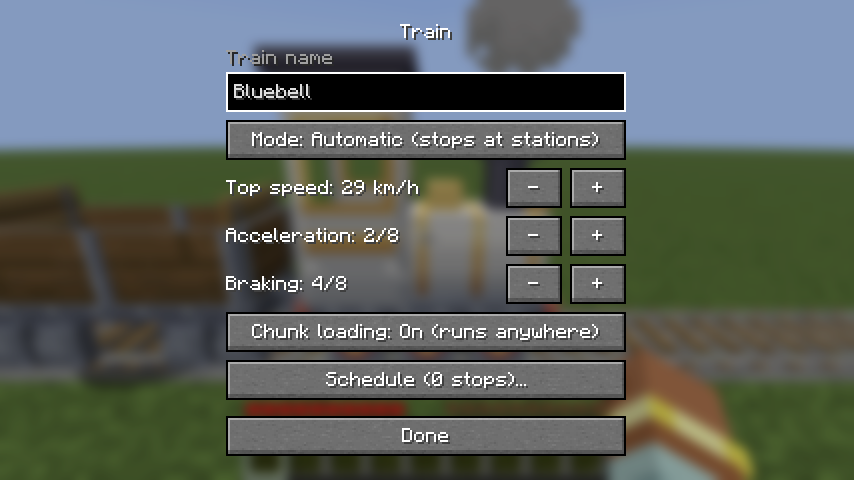 Train
Train name
Bluebell
Mode: Automatic (stops at stations)
Top speed: 29 km/h
-
+
Acceleration: 2/8
-
+
Braking: 4/8
-
+
Chunk loading: On (runs anywhere)
Schedule (0 stops)...
Done